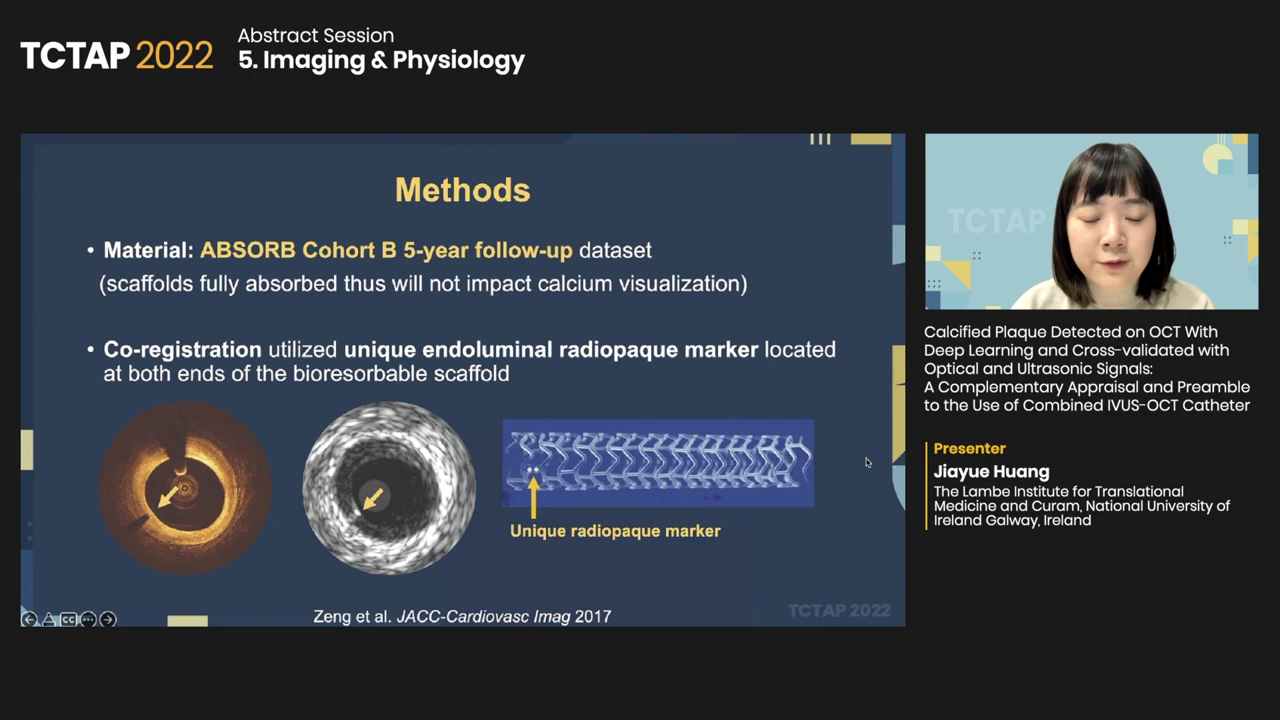 TCTAP 2022
Abstract Session
5. Imaging & Physiology
Methods
• Material: ABSORB Cohort B 5-year follow-up dataset
(scaffolds fully absorbed thus will not impact calcium visualization)
• Co-registration utilized unique endoluminal radiopaque marker located
at both ends of the bioresorbable scaffold
Unique radiopaque marker
Zeng et al. JACC-Cardiovasc Imag 2017
TCTAP 2022
CC
TCTAP
Calcified Plaque Detected on OCT With
Deep Learning and Cross-validated with
Optical and Ultrasonic Signals:
A Complementary Appraisal and Preamble
to the Use of Combined IVUS-OCT Catheter
Presenter
Jiayue Huang
The Lambe Institute for Translational
Medicine and Curam, National University of
Ireland Galway, Ireland